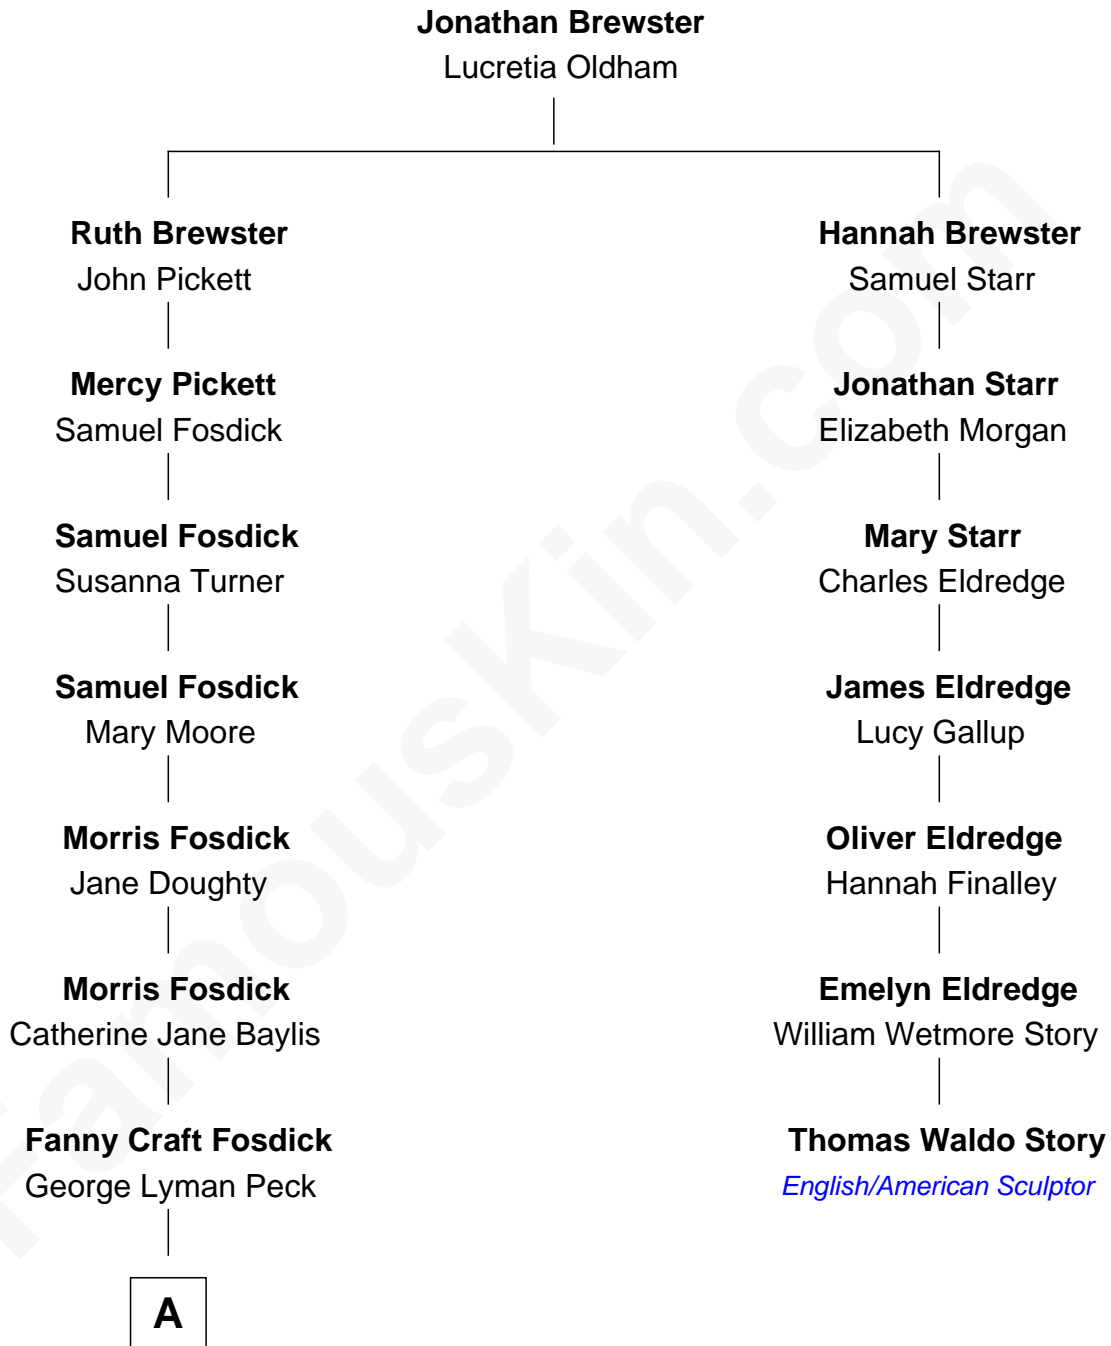 Jonathan Brewster
Lucretia Oldham
Ruth Brewster
John Pickett
Mercy Pickett
Samuel Fosdick
Samuel Fosdick
Susanna Turner
Samuel Fosdick
Mary Moore
Morris Fosdick
Jane Doughty
Morris Fosdick
Catherine Jane Baylis
Fanny Craft Fosdick
George Lyman Peck
A
Hannah Brewster
Samuel Starr
Jonathan Starr
Elizabeth Morgan
Mary Starr
Charles Eldredge
James Eldredge
Lucy Gallup
Oliver Eldredge
Hannah Finalley
Emelyn Eldredge
William Wetmore Story
Thomas Waldo Story
English/American Sculptor
FamousKin.com